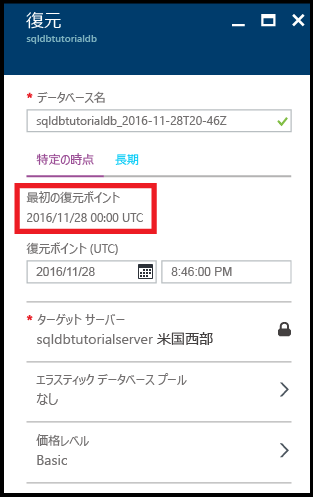 復元
sqldbtutorialdb
* データベース名
sqldbtutorialdb_2016-11-28T20-46Z
特定の時点 長期
最初の復元ポイント
2016/11/28 00:00 UTC
復元ポイント (UTC)
2016/11/28 8:46:00 PM
* ターゲット サーバー
sqldbtutorialserver 米国西部
エラスティック データベース プール
なし
価格レベル
Basic